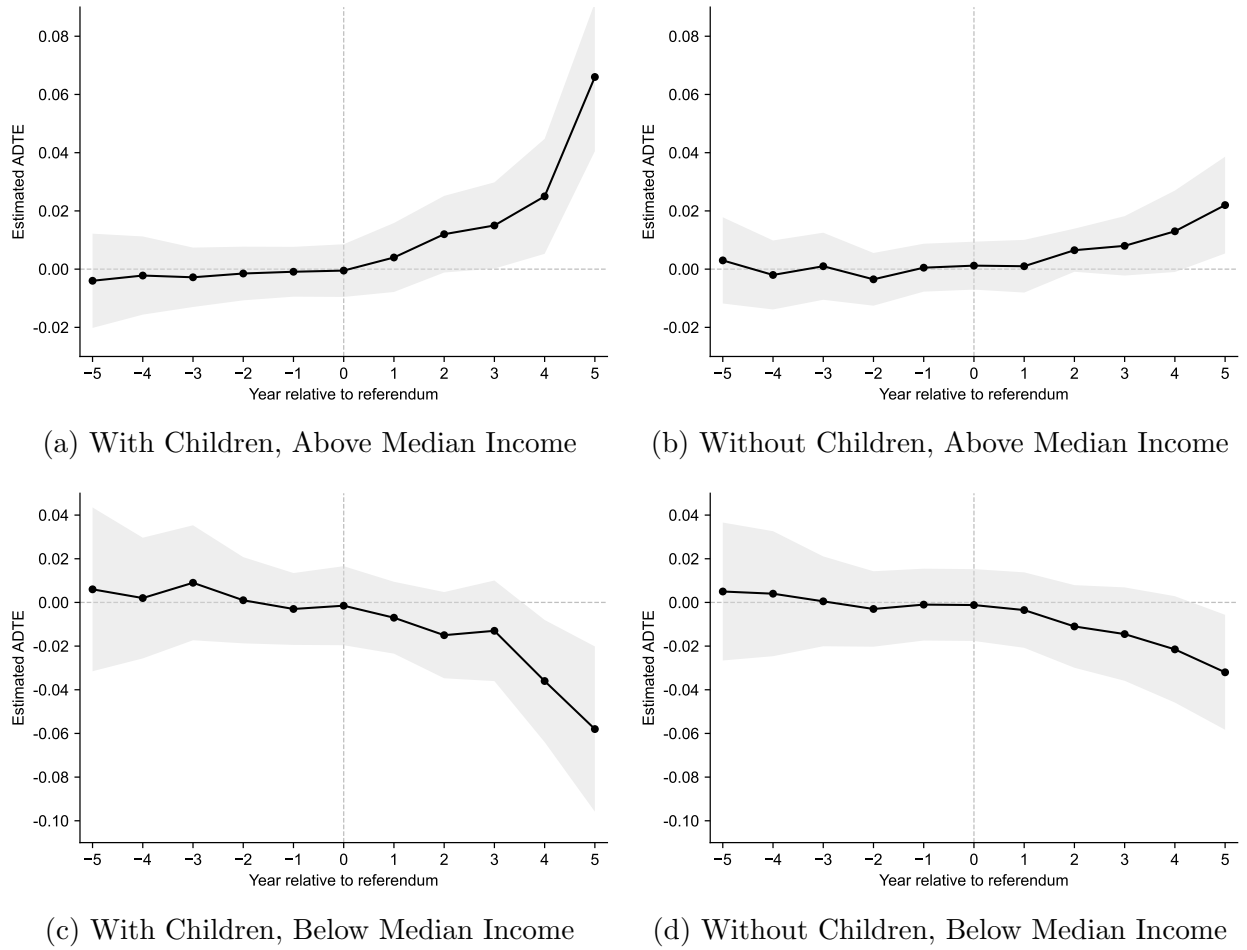 0.08
0.06
0.04
0.02
0.00
-0.02
Estimated ADTE
−5 −4 −3 −2 −1 0 1 2 3 4 5
Year relative to referendum
(a) With Children, Above Median Income
0.08
0.06
0.04
0.02
0.00
-0.02
Estimated ADTE
−5 −4 −3 −2 −1 0 1 2 3 4 5
Year relative to referendum
(b) Without Children, Above Median Income
0.04
0.02
0.00
-0.02
-0.04
-0.06
-0.08
-0.10
Estimated ADTE
−5 −4 −3 −2 −1 0 1 2 3 4 5
Year relative to referendum
(c) With Children, Below Median Income
0.04
0.02
0.00
-0.02
-0.04
-0.06
-0.08
-0.10
Estimated ADTE
−5 −4 −3 −2 −1 0 1 2 3 4 5
Year relative to referendum
(d) Without Children, Below Median Income